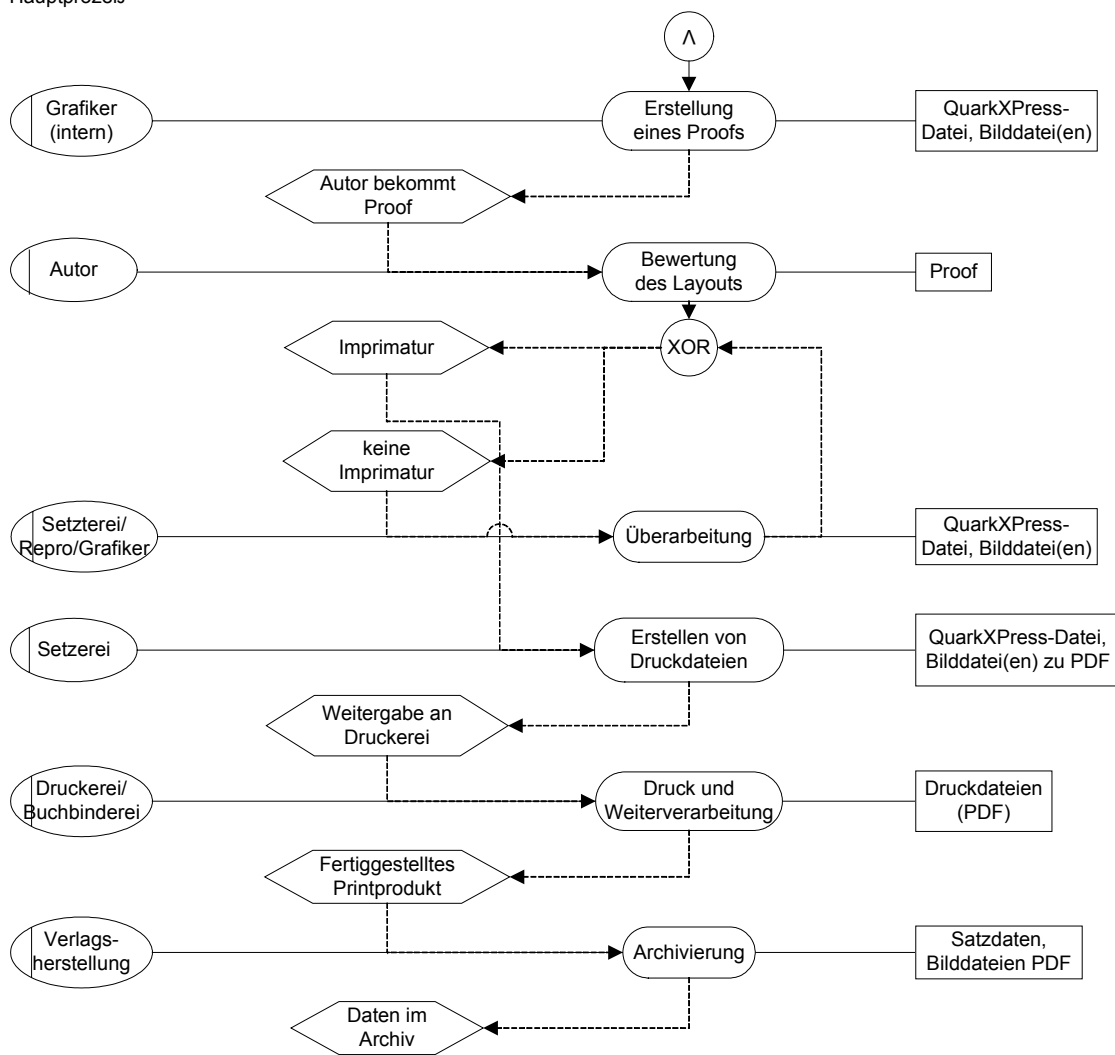 Hauptprozeß
Λ
Grafiker
(intern)
Erstellung
eines Proofs
QuarkXPress-
Datei, Bilddatei(en)
Autor bekommt
Proof
Autor
Bewertung
des Layouts
Proof
Imprimatur
XOR
keine
Imprimatur
Setzterei/
Repro/Grafiker
Überarbeitung
QuarkXPress-
Datei, Bilddatei(en)
Setzerei
Erstellen von
Druckdateien
QuarkXPress-Datei,
Bilddatei(en) zu PDF
Weitergabe an
Druckerei
Druckerei/
Buchbinderei
Druck und
Weiterverarbeitung
Druckdateien
(PDF)
Fertiggestelltes
Printprodukt
Verlags-
herstellung
Archivierung
Satzdaten,
Bilddateien PDF
Daten im
Archiv